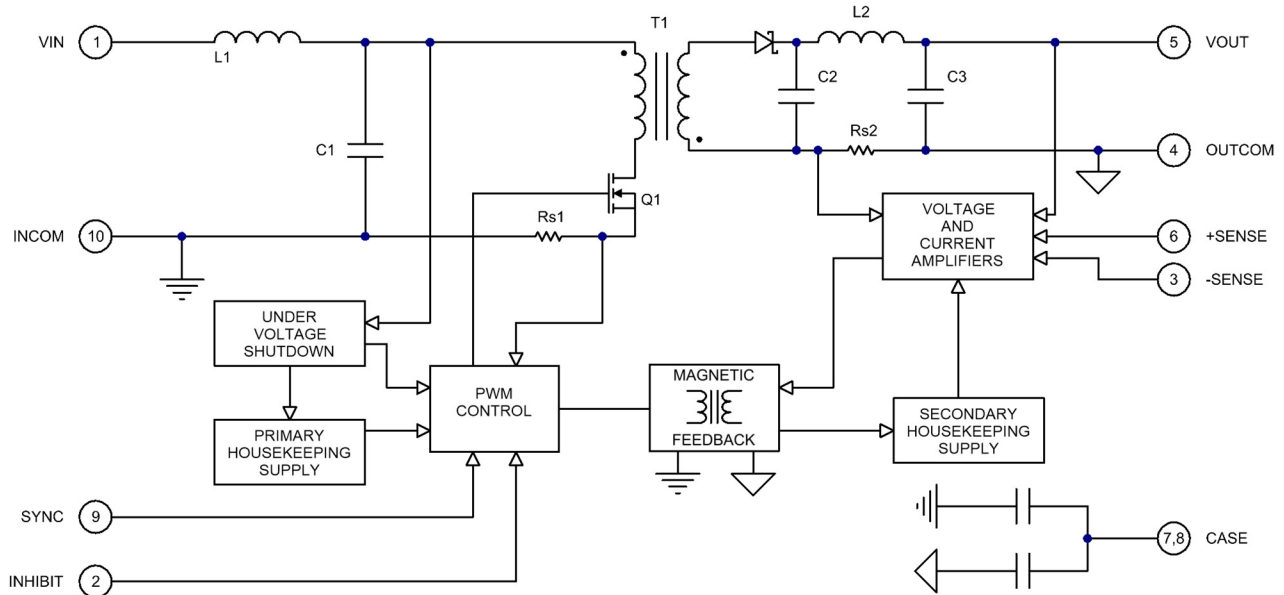 T1
L2
VIN
1
L1
C2
C3
5
VOUT
C1
Rs2
4
OUTCOM
Q1
Rs1
INCOM
10
VOLTAGE
AND
CURRENT
AMPLIFIERS
6
+SENSE
3
-SENSE
UNDER
VOLTAGE
SHUTDOWN
PWM
CONTROL
MAGNETIC
FEEDBACK
PRIMARY
HOUSEKEEPING
SUPPLY
SECONDARY
HOUSEKEEPING
SUPPLY
SYNC
9
7,8
CASE
INHIBIT
2